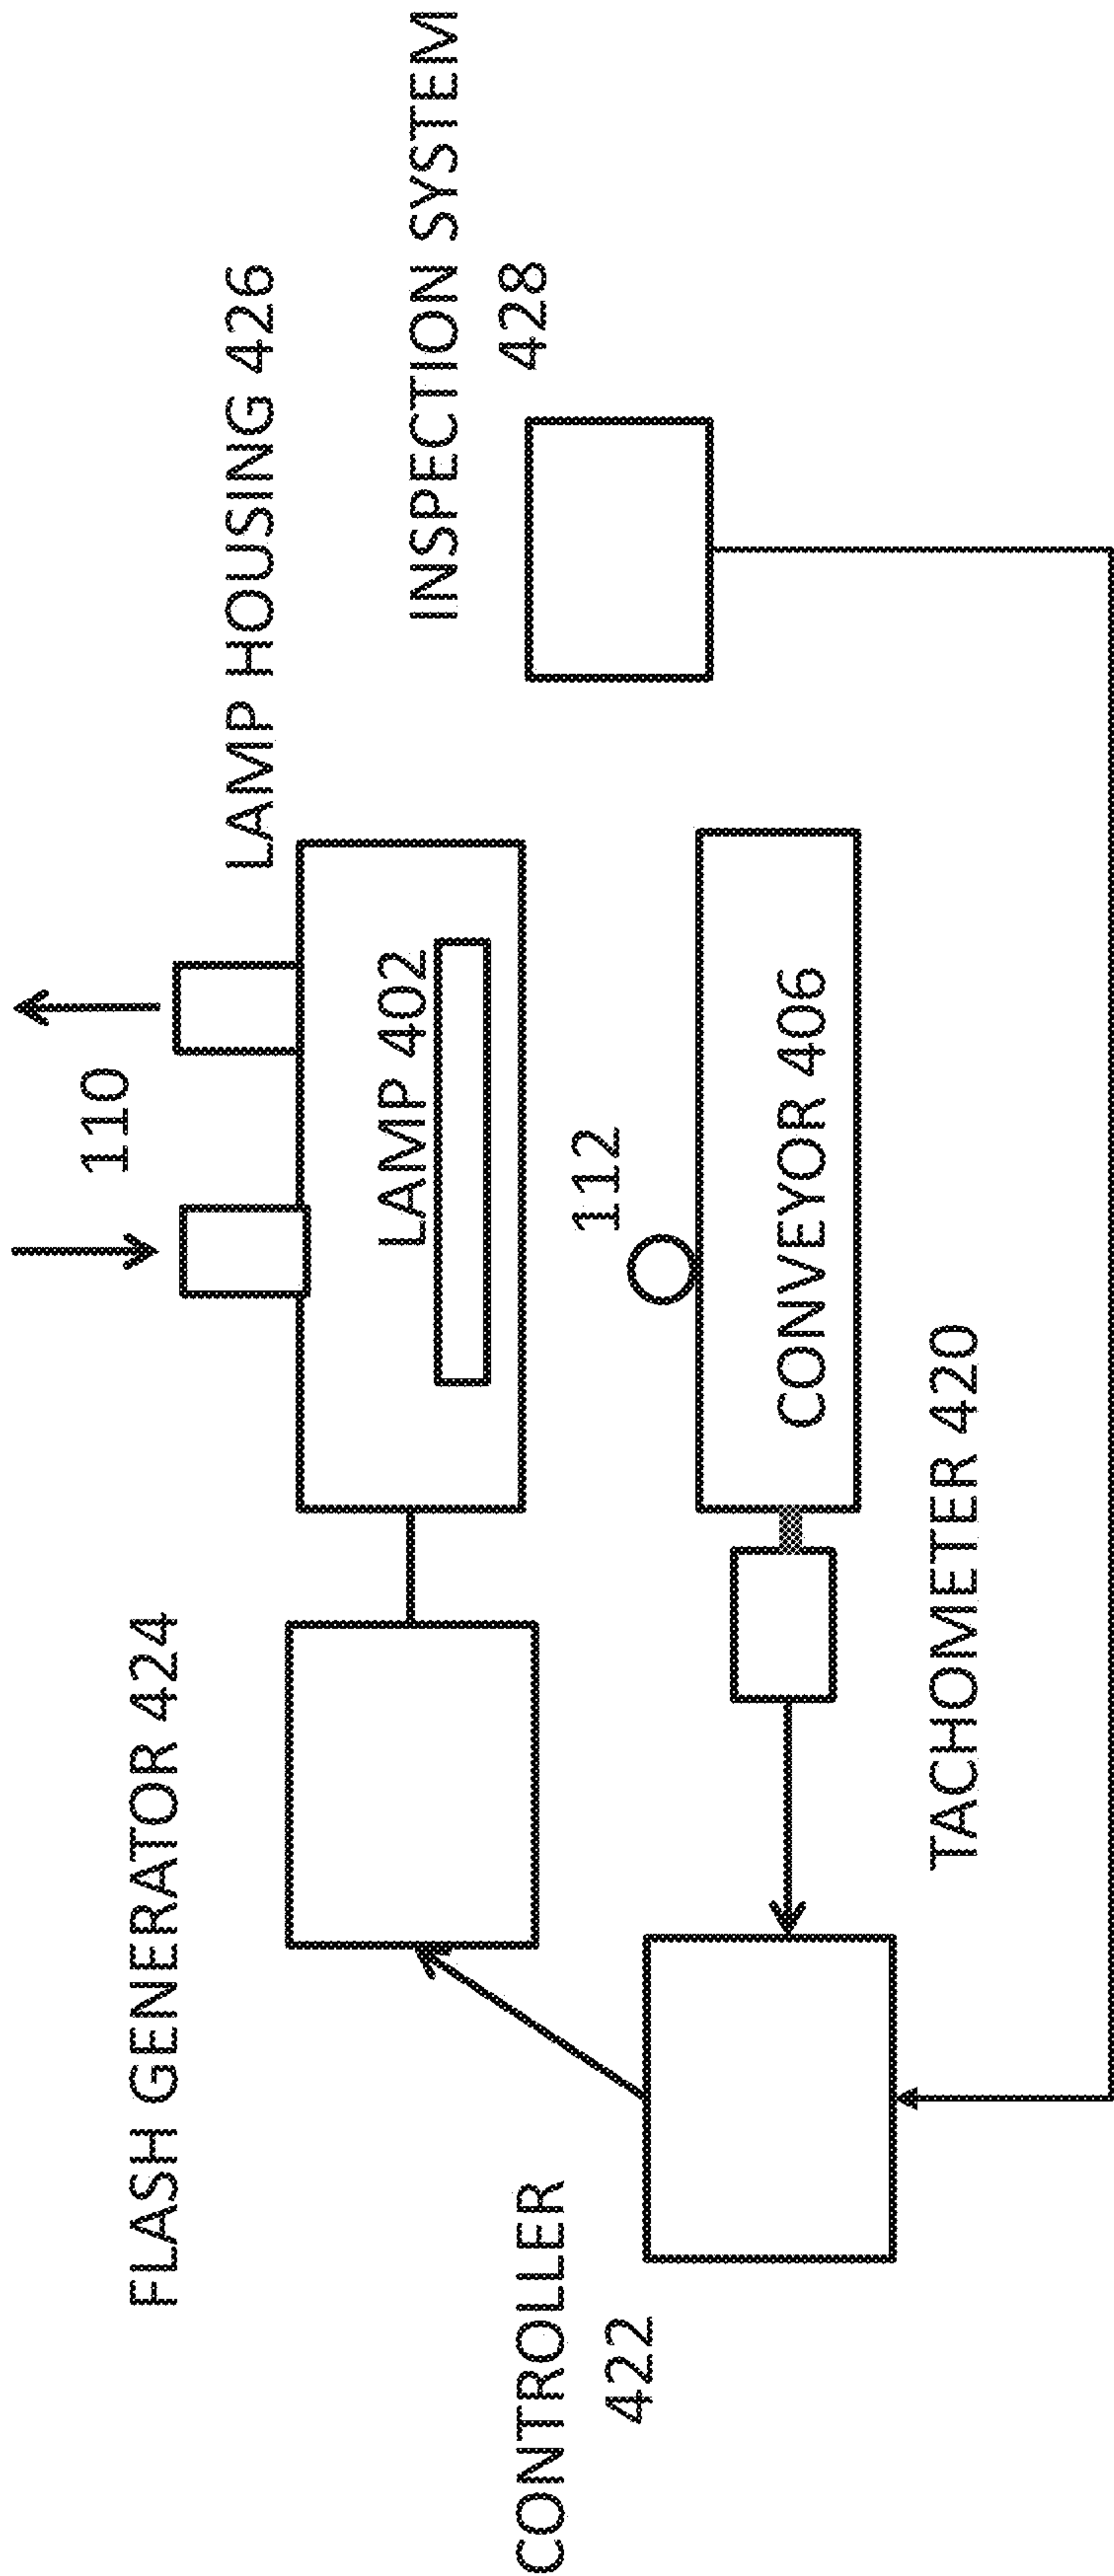 110
FLASH GENERATOR 424
LAMP HOUSING 426
LAMP 402
INSPECTION SYSTEM
428
112
CONTROLLER
422
CONVEYOR 406
TACHOMETER 420